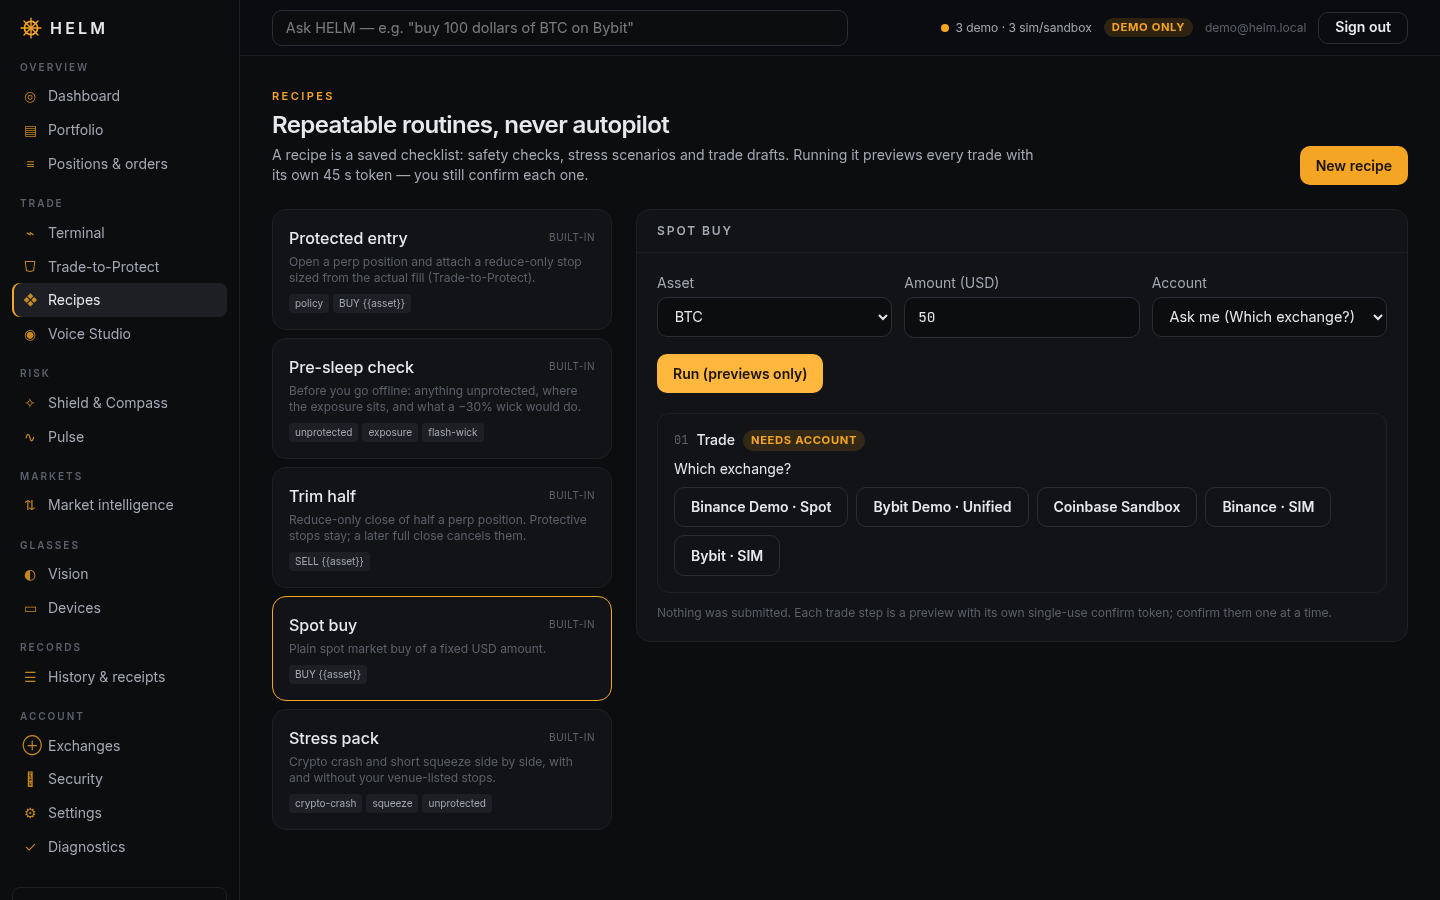 HELM
Ask HELM — e.g. "buy 100 dollars of BTC on Bybit"
3 demo · 3 sim/sandbox
DEMO ONLY
demo@helm.local
Sign out
OVERVIEW
Dashboard
Portfolio
Positions & orders
TRADE
Terminal
Trade-to-Protect
Recipes
Voice Studio
RISK
Shield & Compass
Pulse
MARKETS
Market intelligence
GLASSES
Vision
Devices
RECORDS
History & receipts
ACCOUNT
Exchanges
Security
Settings
Diagnostics
RECIPES
Repeatable routines, never autopilot
A recipe is a saved checklist: safety checks, stress scenarios and trade drafts. Running it previews every trade with
its own 45 s token — you still confirm each one.
New recipe
Protected entry
BUILT-IN
Open a perp position and attach a reduce-only stop
sized from the actual fill (Trade-to-Protect).
policy
BUY {{asset}}
Pre-sleep check
BUILT-IN
Before you go offline: anything unprotected, where
the exposure sits, and what a −30% wick would do.
unprotected
exposure
flash-wick
Trim half
BUILT-IN
Reduce-only close of half a perp position. Protective
stops stay; a later full close cancels them.
SELL {{asset}}
Spot buy
BUILT-IN
Plain spot market buy of a fixed USD amount.
BUY {{asset}}
Stress pack
BUILT-IN
Crypto crash and short squeeze side by side, with
and without your venue-listed stops.
crypto-crash
squeeze
unprotected
SPOT BUY
Asset
Amount (USD)
Account
BTC
50
Ask me (Which exchange?)
Run (previews only)
01 Trade NEEDS ACCOUNT
Which exchange?
Binance Demo · Spot
Bybit Demo · Unified
Coinbase Sandbox
Binance · SIM
Bybit · SIM
Nothing was submitted. Each trade step is a preview with its own single-use confirm token; confirm them one at a time.